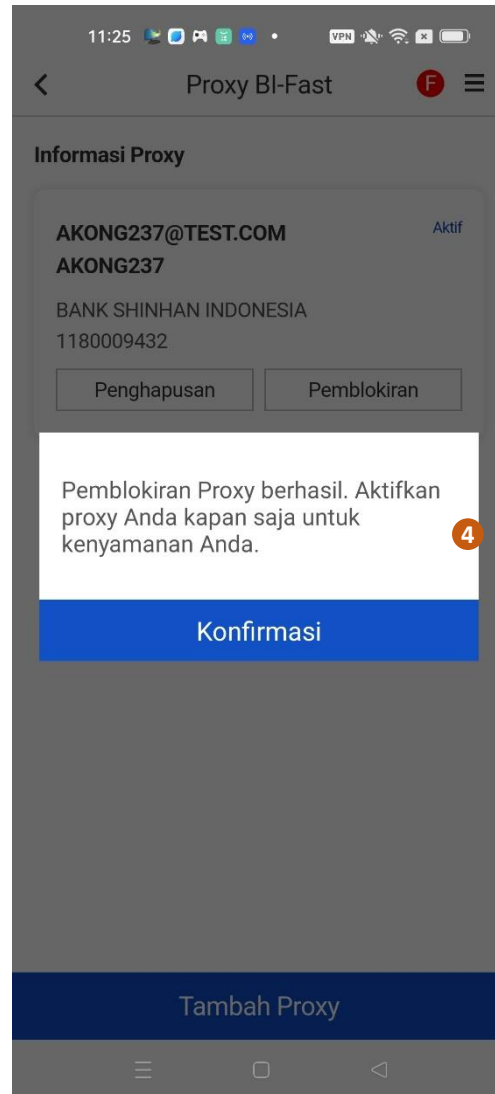 11:25 VPN
Proxy BI-Fast F
Informasi Proxy
AKONG237@TEST.COM Aktif
AKONG237
BANK SHINHAN INDONESIA
1180009432
Penghapusan Pemblokiran
Pemblokiran Proxy berhasil. Aktifkan
proxy Anda kapan saja untuk
kenyamanan Anda.
4
Konfirmasi
Tambah Proxy